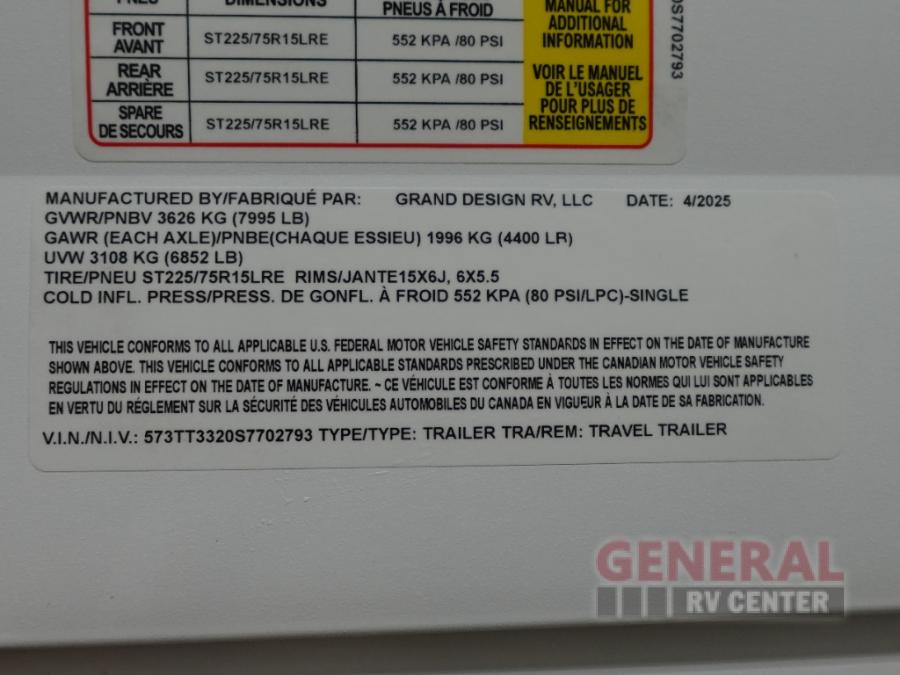 DIMENSIONS
PNEUS À FROID
MANUAL FOR
ADDITIONAL
INFORMATION
FRONT
AVANT
ST225/75R15LRE
552 KPA /80 PSI
REAR
ARRIÈRE
ST225/75R15LRE
552 KPA /80 PSI
SPARE
DE SECOURS
ST225/75R15LRE
552 KPA /80 PSI
VOIR LE MANUEL
DE L'USAGER
POUR PLUS DE
RENSEIGNEMENTS
0S7702793
MANUFACTURED BY/FABRIQUÉ PAR: GRAND DESIGN RV, LLC DATE: 4/2025
GVWR/PNBV 3626 KG (7995 LB)
GAWR (EACH AXLE)/PNBE(CHAQUE ESSIEU) 1996 KG (4400 LR)
UVW 3108 KG (6852 LB)
TIRE/PNEU ST225/75R15LRE RIMS/JANTE15X6J, 6X5.5
COLD INFL. PRESS/PRESS. DE GONFL. À FROID 552 KPA (80 PSI/LPC)-SINGLE
THIS VEHICLE CONFORMS TO ALL APPLICABLE U.S. FEDERAL MOTOR VEHICLE SAFETY STANDARDS IN EFFECT ON THE DATE OF MANUFACTURE
SHOWN ABOVE. THIS VEHICLE CONFORMS TO ALL APPLICABLE STANDARDS PRESCRIBED UNDER THE CANADIAN MOTOR VEHICLE SAFETY
REGULATIONS IN EFFECT ON THE DATE OF MANUFACTURE. ~ CE VÉHICULE EST CONFORME À TOUTES LES NORMES QUI LUI SONT APPLICABLES
EN VERTU DU RÉGLEMENT SUR LA SÉCURITÉ DES VÉHICULES AUTOMOBILES DU CANADA EN VIGUEUR À LA DATE DE SA FABRICATION.
V.I.N./N.I.V.: 573TT3320S7702793 TYPE/TYPE: TRAILER TRA/REM: TRAVEL TRAILER
GENERAL
RV CENTER